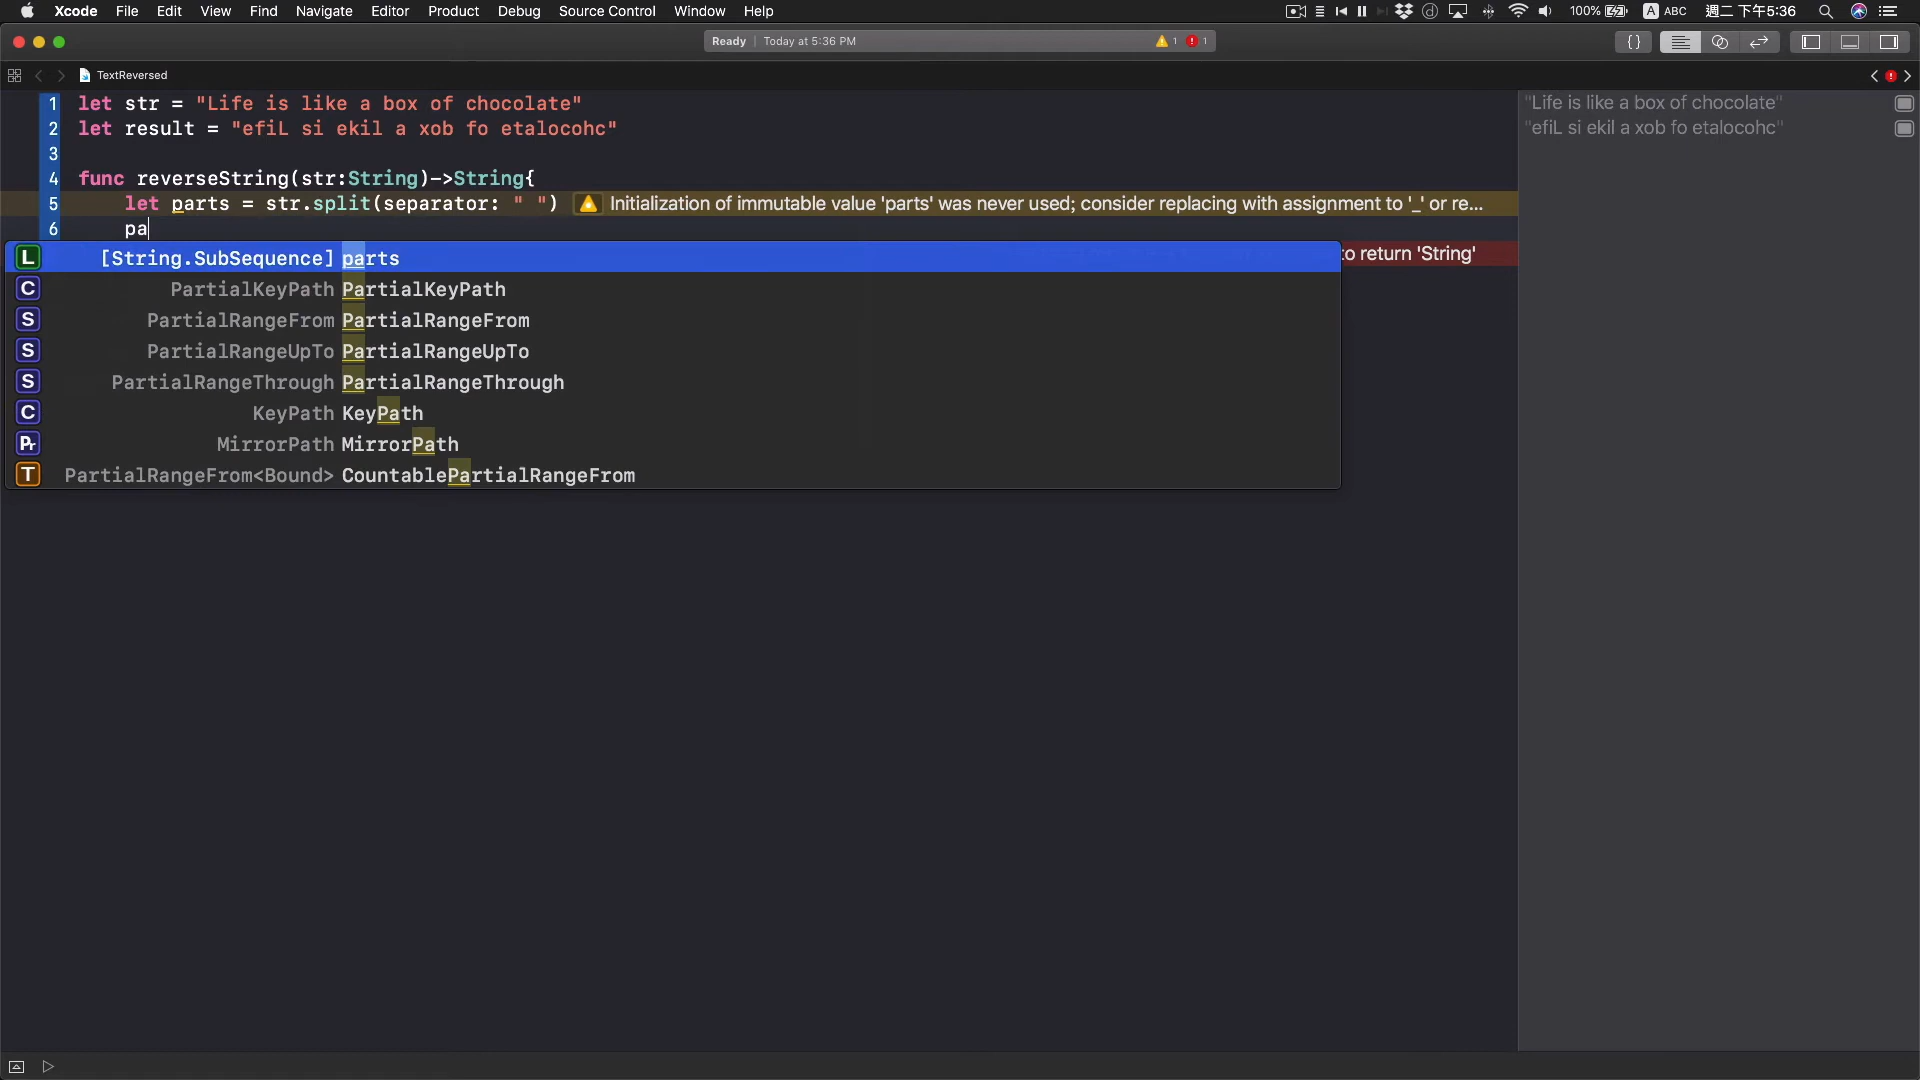 Xcode File Edit View Find Navigate Editor Product Debug Source Control Window Help 100% A ABC 週二 下午5:36
Ready Today at 5:36 PM 1 1 {}
TextReversed
1 let str = "Life is like a box of chocolate"
"Life is like a box of chocolate"
2 let result = "efiL si ekil a xob fo etalocohc"
"efiL si ekil a xob fo etalocohc"
3
4 func reverseString(str:String)->String{
5 let parts = str.split(separator: " ") Initialization of immutable value 'parts' was never used; consider replacing with assignment to '_' or re...
6 pa
to return 'String'
L [String.SubSequence] parts
C PartialKeyPath PartialKeyPath
S PartialRangeFrom PartialRangeFrom
S PartialRangeUpTo PartialRangeUpTo
S PartialRangeThrough PartialRangeThrough
C KeyPath KeyPath
Pr MirrorPath MirrorPath
T PartialRangeFrom<Bound> CountablePartialRangeFrom